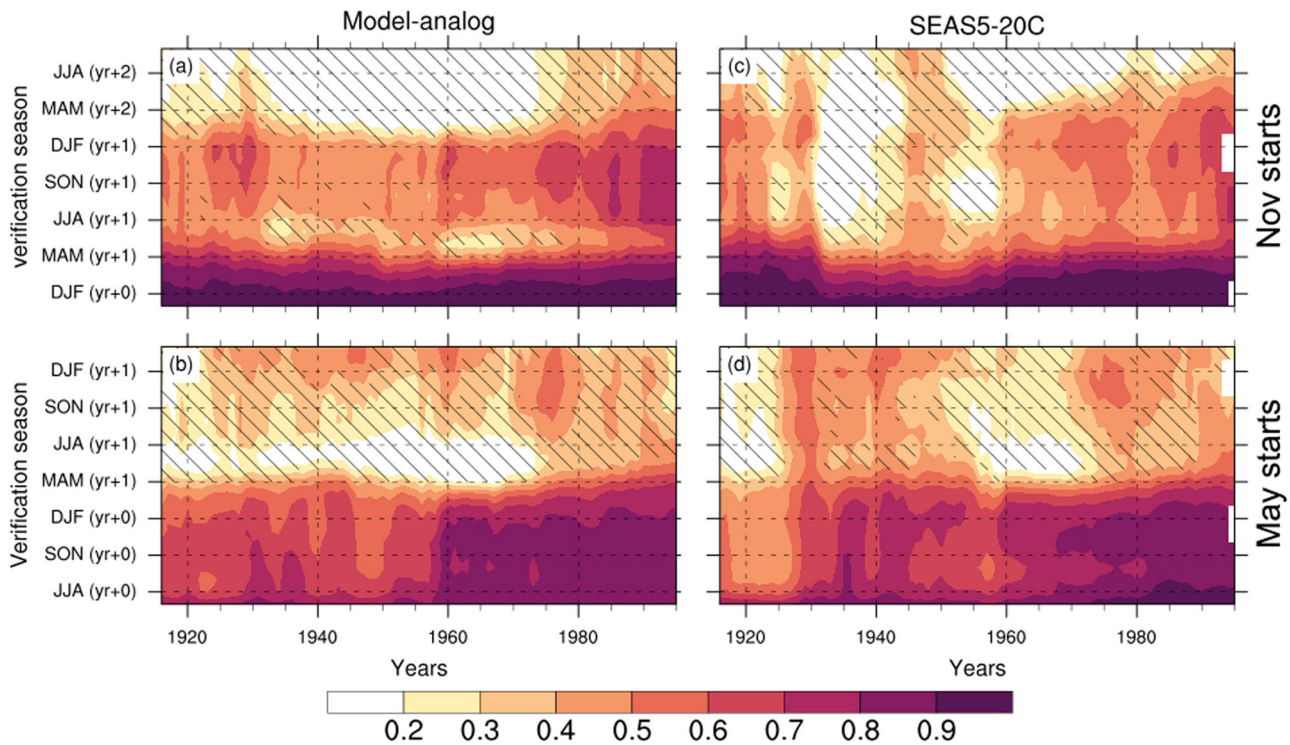 Model-analog
SEAS5-20C
verification season
JJA (yr+2)
MAM (yr+2)
DJF (yr+1)
SON (yr+1)
JJA (yr+1)
MAM (yr+1)
DJF (yr+0)
(a)
(c)
Nov starts
Verification season
DJF (yr+1)
SON (yr+1)
JJA (yr+1)
MAM (yr+1)
DJF (yr+0)
SON (yr+0)
JJA (yr+0)
(b)
(d)
May starts
1920 1940 1960 1980
1920 1940 1960 1980
Years
Years
0.2 0.3 0.4 0.5 0.6 0.7 0.8 0.9